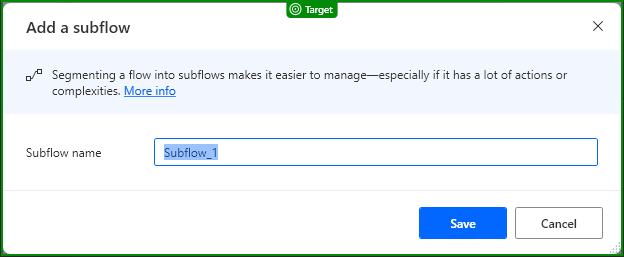 Target
Add a subflow
Segmenting a flow into subflows makes it easier to manage—especially if it has a lot of actions or
complexities. More info
Subflow name
Subflow_1
Save
Cancel